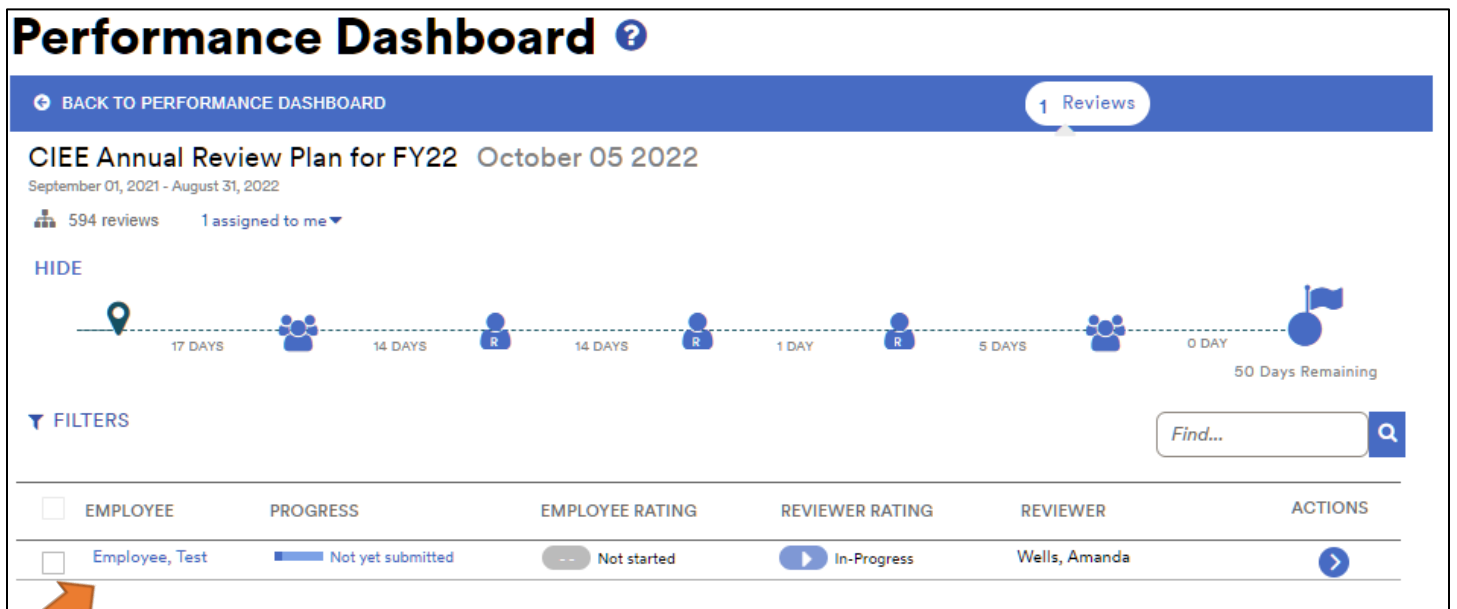 Performance Dashboard ?
BACK TO PERFORMANCE DASHBOARD 1 Reviews
CIEE Annual Review Plan for FY22 October 05 2022
September 01, 2021 - August 31, 2022
594 reviews 1 assigned to me
HIDE
R R R
17 DAYS 14 DAYS 14 DAYS 1 DAY 5 DAYS 0 DAY
50 Days Remaining
FILTERS
Find...
EMPLOYEE PROGRESS EMPLOYEE RATING REVIEWER RATING REVIEWER ACTIONS
Employee, Test Not yet submitted -- Not started In-Progress Wells, Amanda